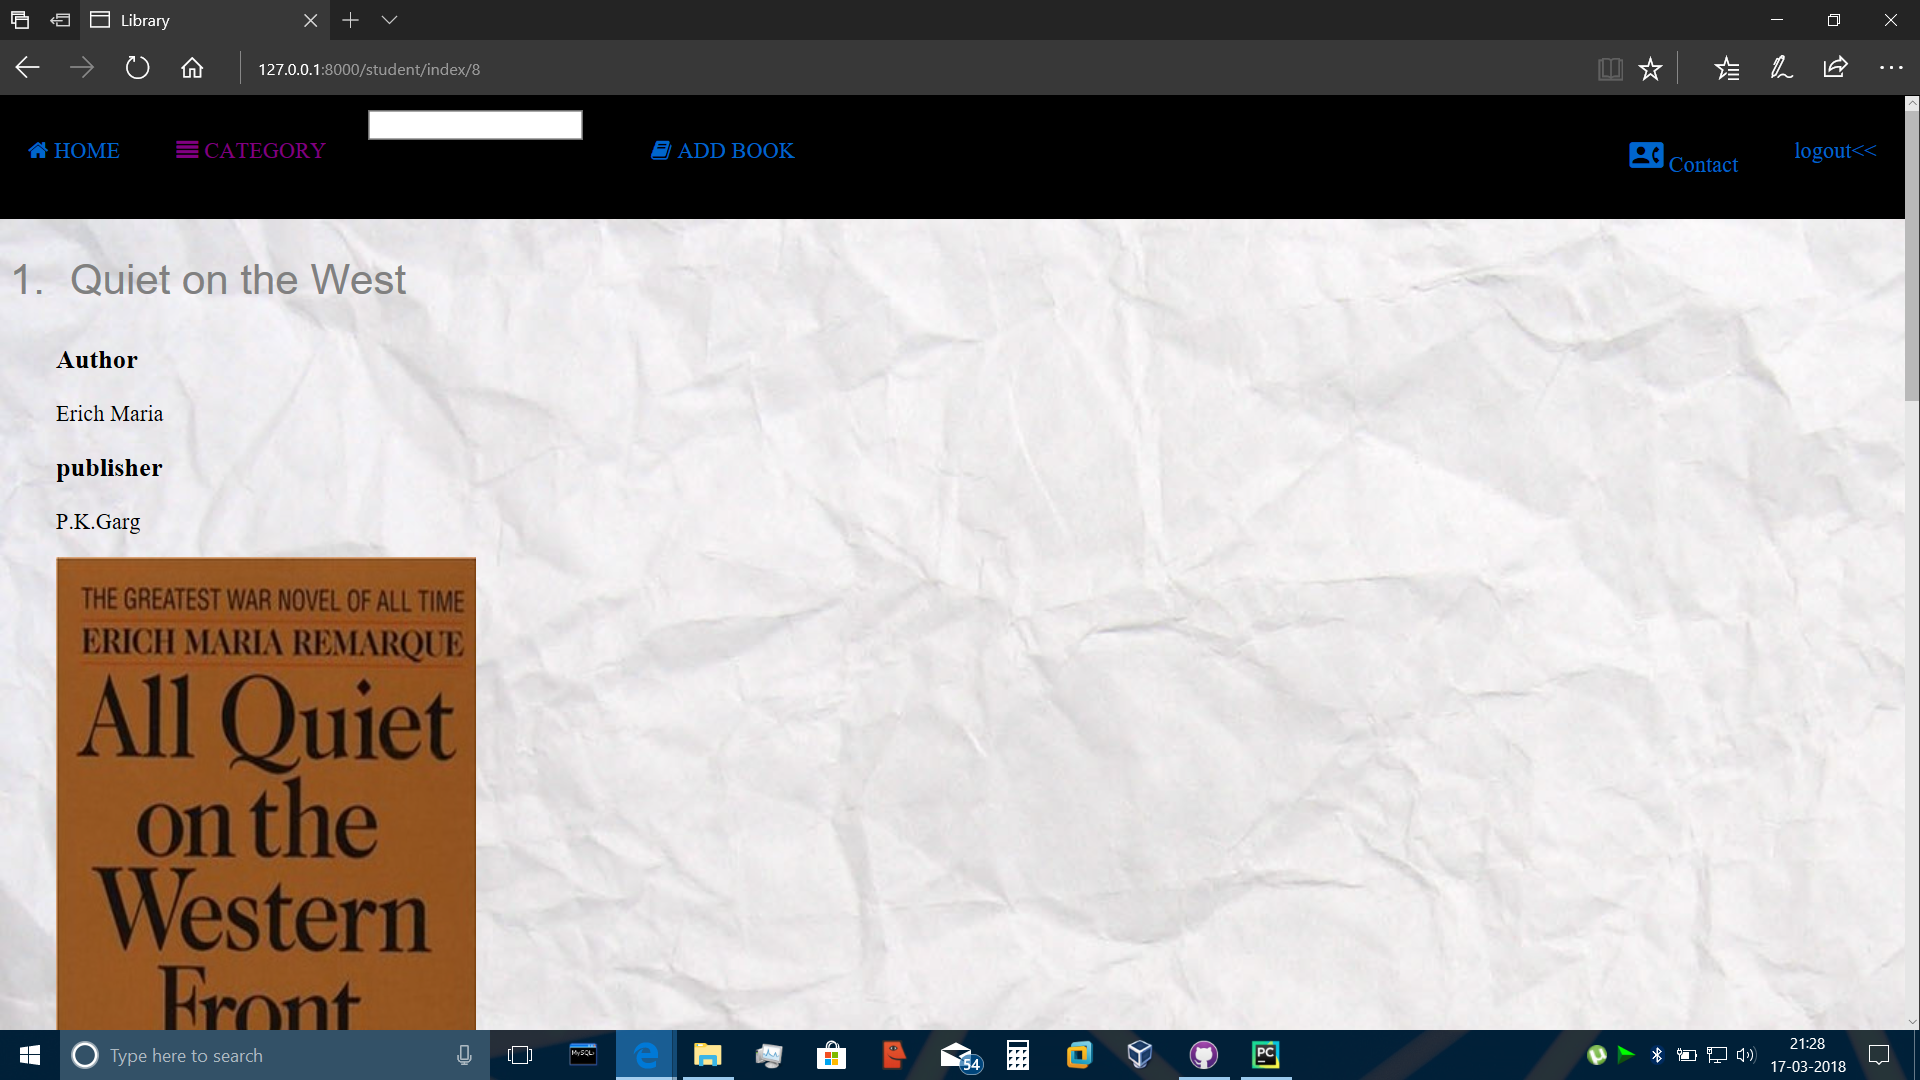 Library
127.0.0.1:8000/student/index/8
HOME
CATEGORY
ADD BOOK
Contact
logout<<
1. Quiet on the West
Author
Erich Maria
publisher
P.K.Garg
THE GREATEST WAR NOVEL OF ALL TIME
ERICH MARIA REMARQUE
All Quiet
on the
Western
Front
Type here to search
MySQL
54
PC
21:28
17-03-2018